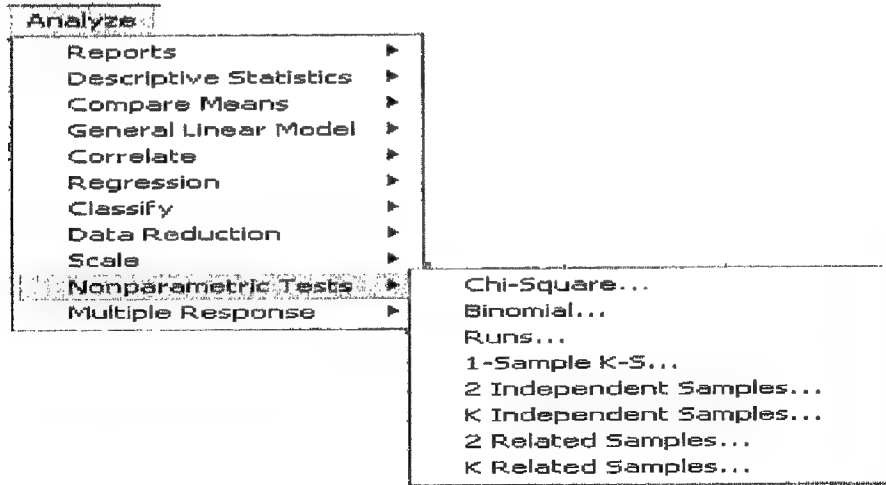 Analyze
Reports
Descriptive Statistics
Compare Means
General Linear Model
Correlate
Regression
Classify
Data Reduction
Scale
Nonparametric Tests
Multiple Response
Chi-Square...
Binomial...
Runs...
1-Sample K-S...
2 Independent Samples...
K Independent Samples...
2 Related Samples...
K Related Samples...